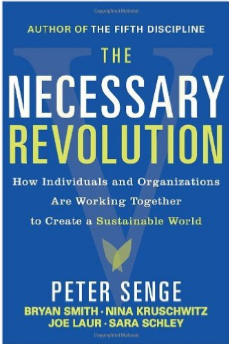 AUTHOR OF THE FIFTH DISCIPLINE
THE
NECESSARY
REVOLUTION
How Individuals and Organizations
Are Working Together
to Create a Sustainable World
PETER SENGE
BRYAN SMITH • NINA KRUSCHWITZ
JOE LAUR • SARA SCHLEY